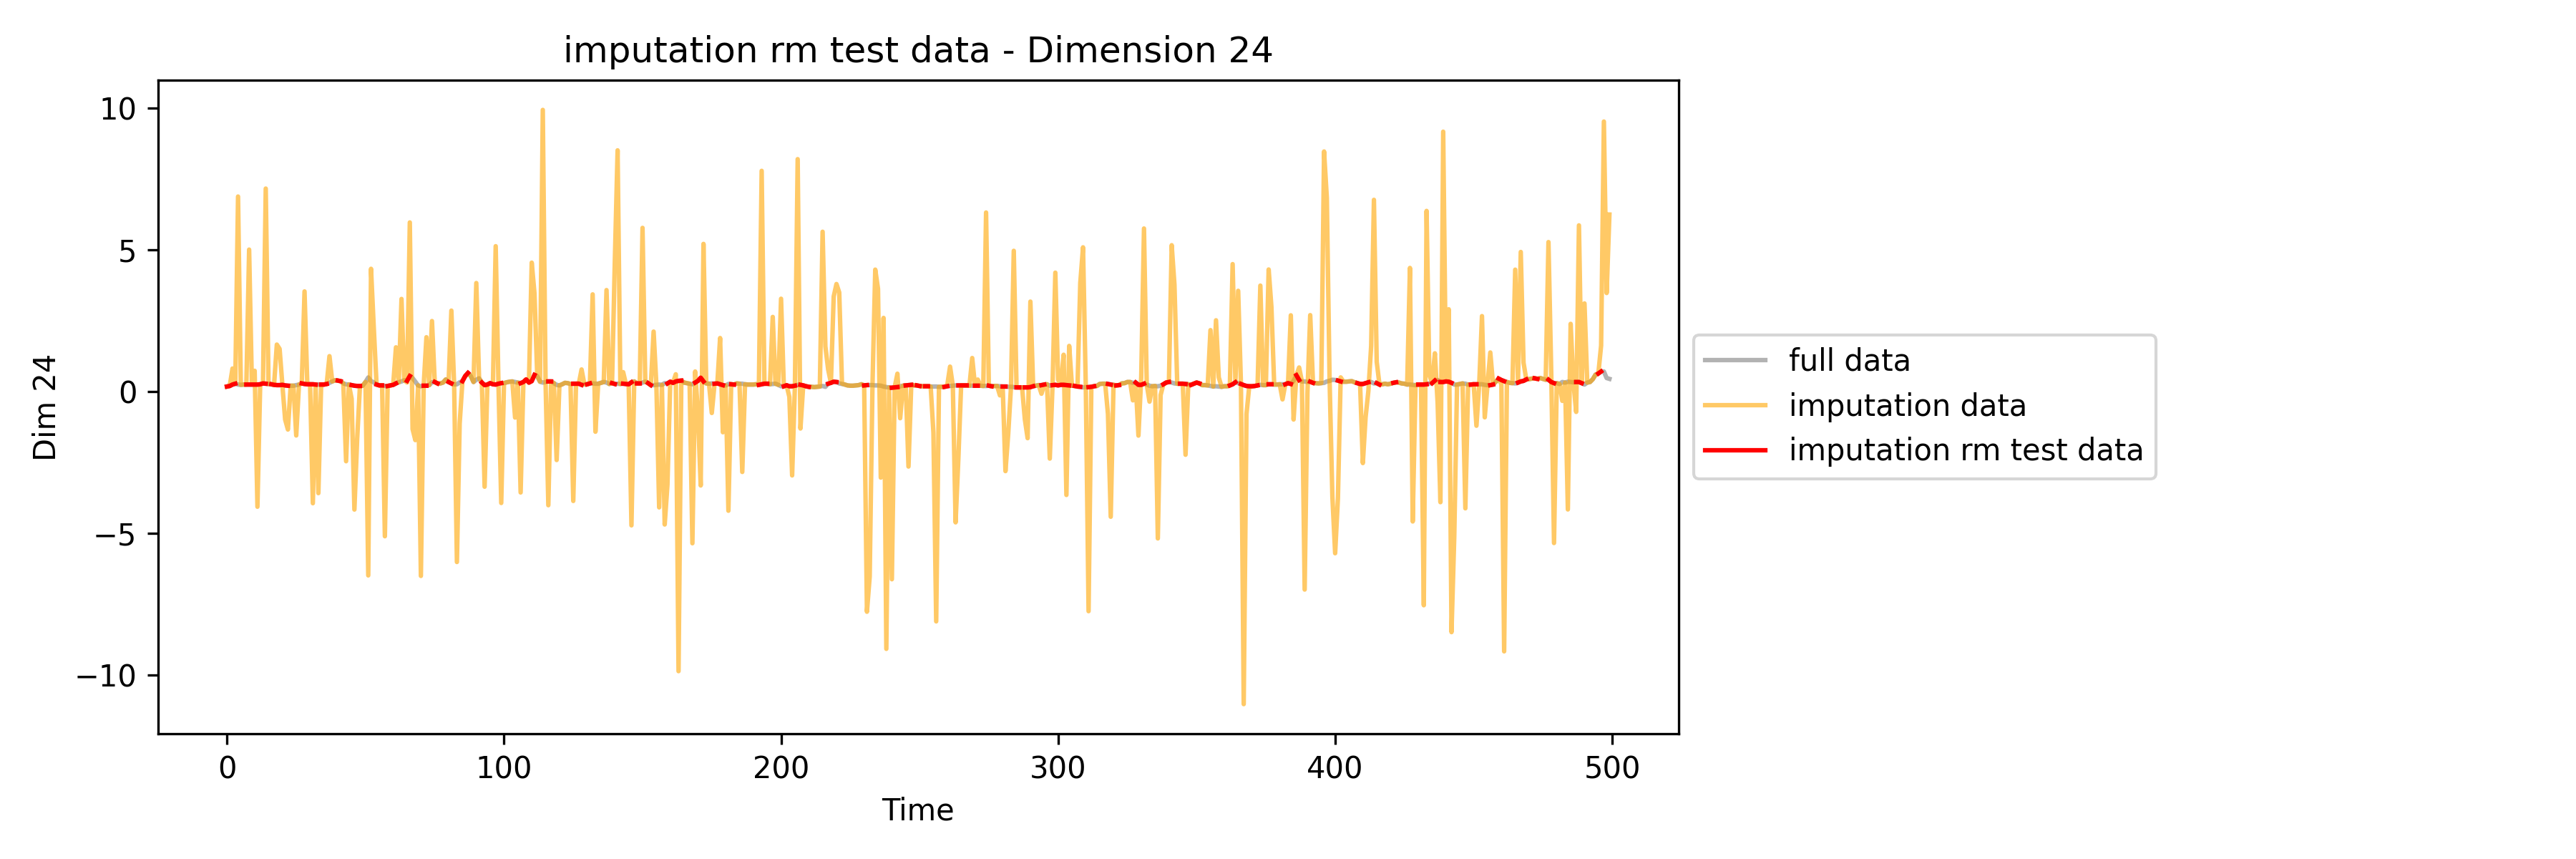 imputation rm test data - Dimension 24
10
5
0
−5
−10
Dim 24
0
100
200
300
400
500
Time
full data
imputation data
imputation rm test data